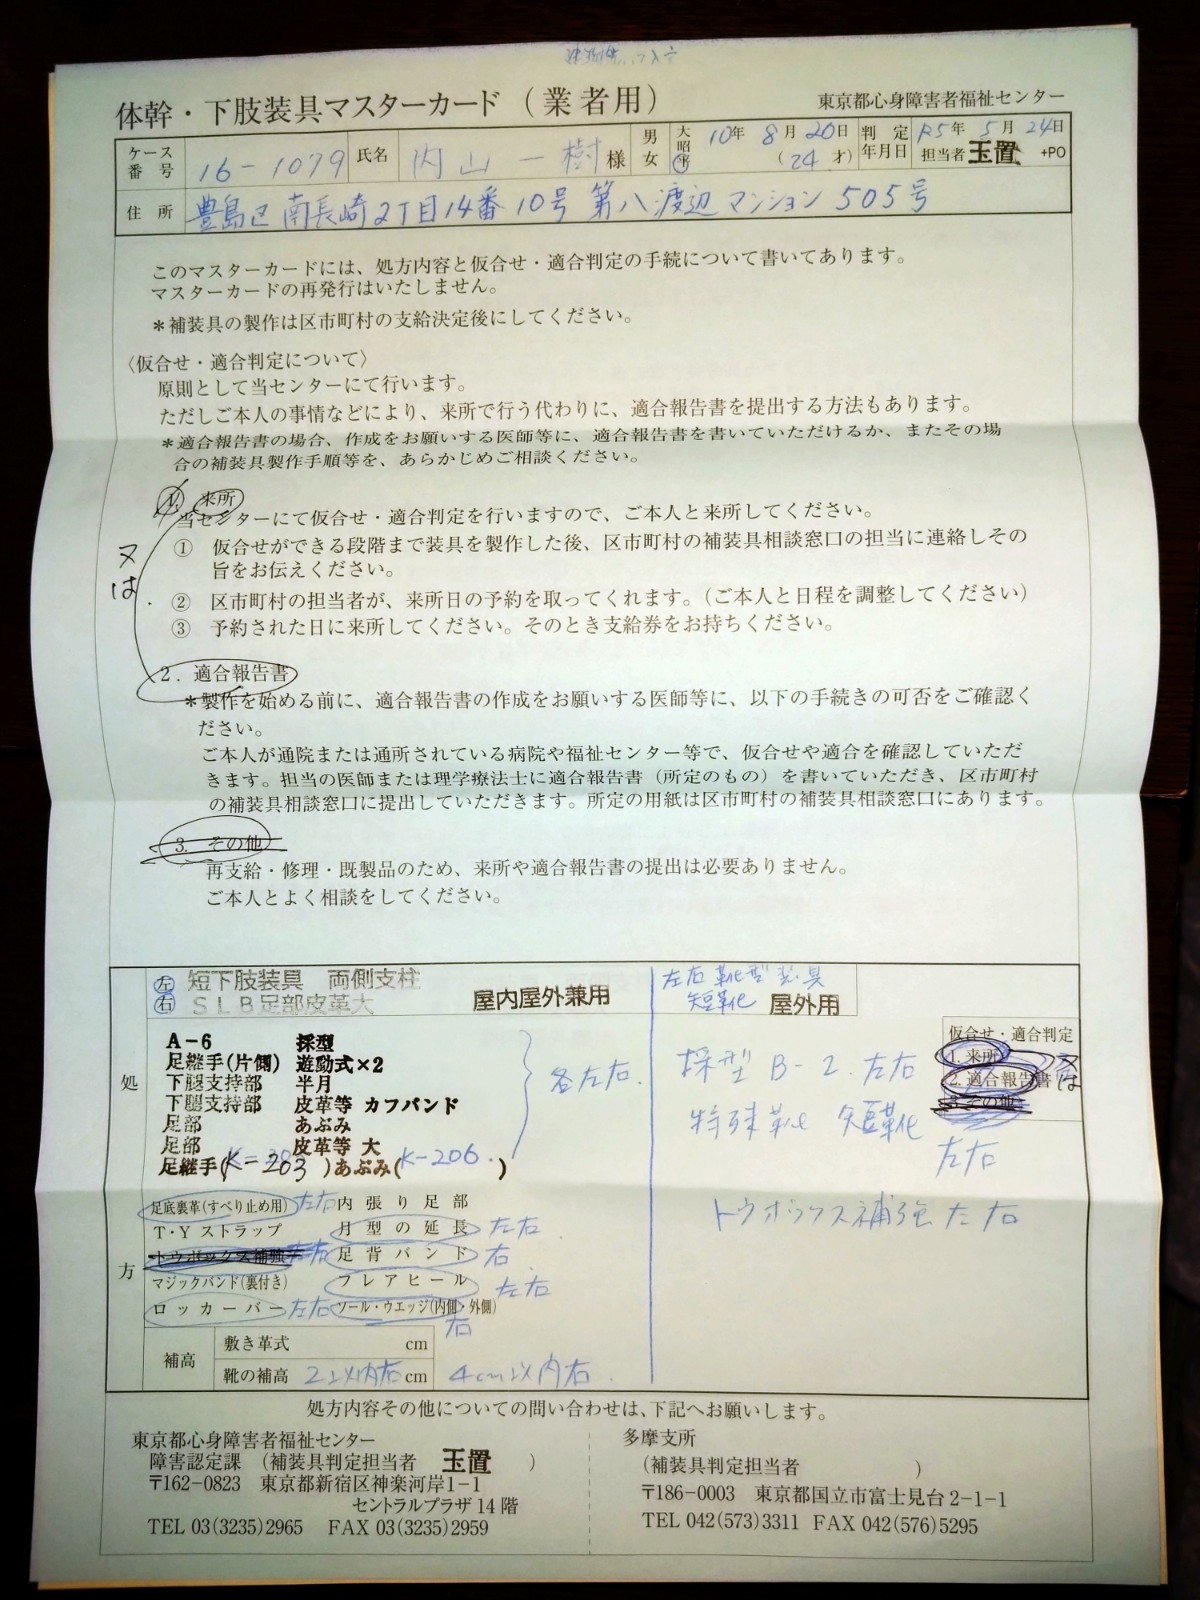 体幹・下肢装具マスターカード（業者用）
東京都心身障害者福祉センター
ケース番号 16-1079 氏名 内山一樹 様 男 女 大 昭 平 10年 8月 20日 (24才) 判定年月日 R5年 5月 24日 担当者 玉置 +PO
住所 豊島区南長崎2丁目14番10号 第八渡辺マンション505号
このマスターカードには、処方内容と仮合せ・適合判定の手続について書いてあります。
マスターカードの再発行はいたしません。
＊補装具の製作は区市町村の支給決定後にしてください。
〈仮合せ・適合判定について〉
原則として当センターにて行います。
ただしご本人の事情などにより、来所で行う代わりに、適合報告書を提出する方法もあります。
＊適合報告書の場合、作成をお願いする医師等に、適合報告書を書いていただけるか、またその場
合の補装具製作手順等を、あらかじめご相談ください。
1. 来所
当センターにて仮合せ・適合判定を行いますので、ご本人と来所してください。
又は
① 仮合せができる段階まで装具を製作した後、区市町村の補装具相談窓口の担当に連絡しその
旨をお伝えください。
② 区市町村の担当者が、来所日の予約を取ってくれます。（ご本人と日程を調整してください）
③ 予約された日に来所してください。そのとき支給券をお持ちください。
2. 適合報告書
＊製作を始める前に、適合報告書の作成をお願いする医師等に、以下の手続きの可否をご確認く
ださい。
ご本人が通院または通所されている病院や福祉センター等で、仮合せや適合を確認していただ
きます。担当の医師または理学療法士に適合報告書（所定のもの）を書いていただき、区市町村
の補装具相談窓口に提出していただきます。所定の用紙は区市町村の補装具相談窓口にあります。
3. その他
再支給・修理・既製品のため、来所や適合報告書の提出は必要ありません。
ご本人とよく相談をしてください。
処方
左 短下肢装具 両側支柱
右 SLB足部皮革大 屋内屋外兼用
A-6 採型
足継手(片側) 遊動式×2
下腿支持部 半月
下腿支持部 皮革等 カフバンド
足部 あぶみ
足部 皮革等 大
足継手(K-203)あぶみ(K-206)
各左右.
足底裏革(すべり止め用) 左右 内張り足部
T・Yストラップ 月型の延長 左右
トウボックス補強 左右 足背バンド 右
マジックバンド(裏付き) フレアヒール 左右
ロッカーバー 左右 ソール・ウエッジ(内側・外側)
右
補高 敷き革式 cm
靴の補高 2以内右cm 4cm以内右.
左右靴型装具
短靴 屋外用
採型 B-2. 左右
特殊靴 短靴
左右
トウボックス補強左右
仮合せ・適合判定
1. 来所
2. 適合報告書
3. その他
又は
処方内容その他についての問い合わせは、下記へお願いします。
東京都心身障害者福祉センター
障害認定課 （補装具判定担当者 玉置 ）
〒162-0823 東京都新宿区神楽河岸1-1
セントラルプラザ14階
TEL 03(3235)2965 FAX 03(3235)2959
多摩支所
（補装具判定担当者 ）
〒186-0003 東京都国立市富士見台2-1-1
TEL 042(573)3311 FAX 042(576)5295